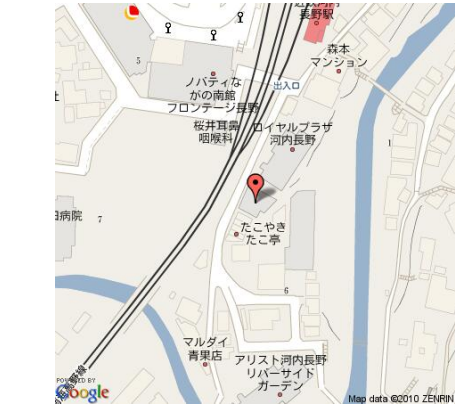 長野駅
森本
マンション
5
ノバティな
がの南館
フロンテージ長野
出入口
桜井耳鼻
咽喉科
ロイヤルプラザ
河内長野
1
病院
7
たこやき
たこ亭
6
マルダイ
青果店
アリスト河内長野
リバーサイド
ガーデン
POWERED BY
Google
Map data ©2010 ZENRIN